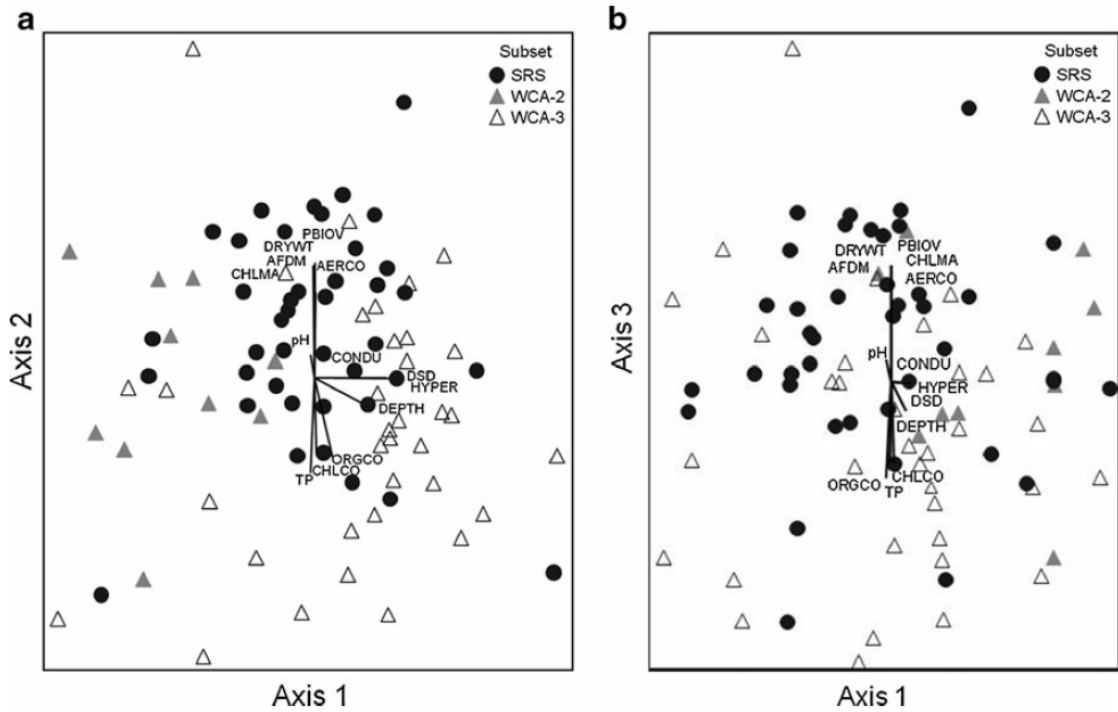 a
Subset
SRS
WCA-2
WCA-3
PBIOV
DRYWT
AFDM
AERCO
CHLMA
pH
CONDU
DSD
HYPER
DEPTH
ORGCO
CHLCO
TP
Axis 2
Axis 1
b
Subset
SRS
WCA-2
WCA-3
DRYWT
PBIOV
CHLMA
AFDM
AERCO
pH
CONDU
HYPER
DSD
DEPTH
CHLCO
ORGCO
TP
Axis 3
Axis 1